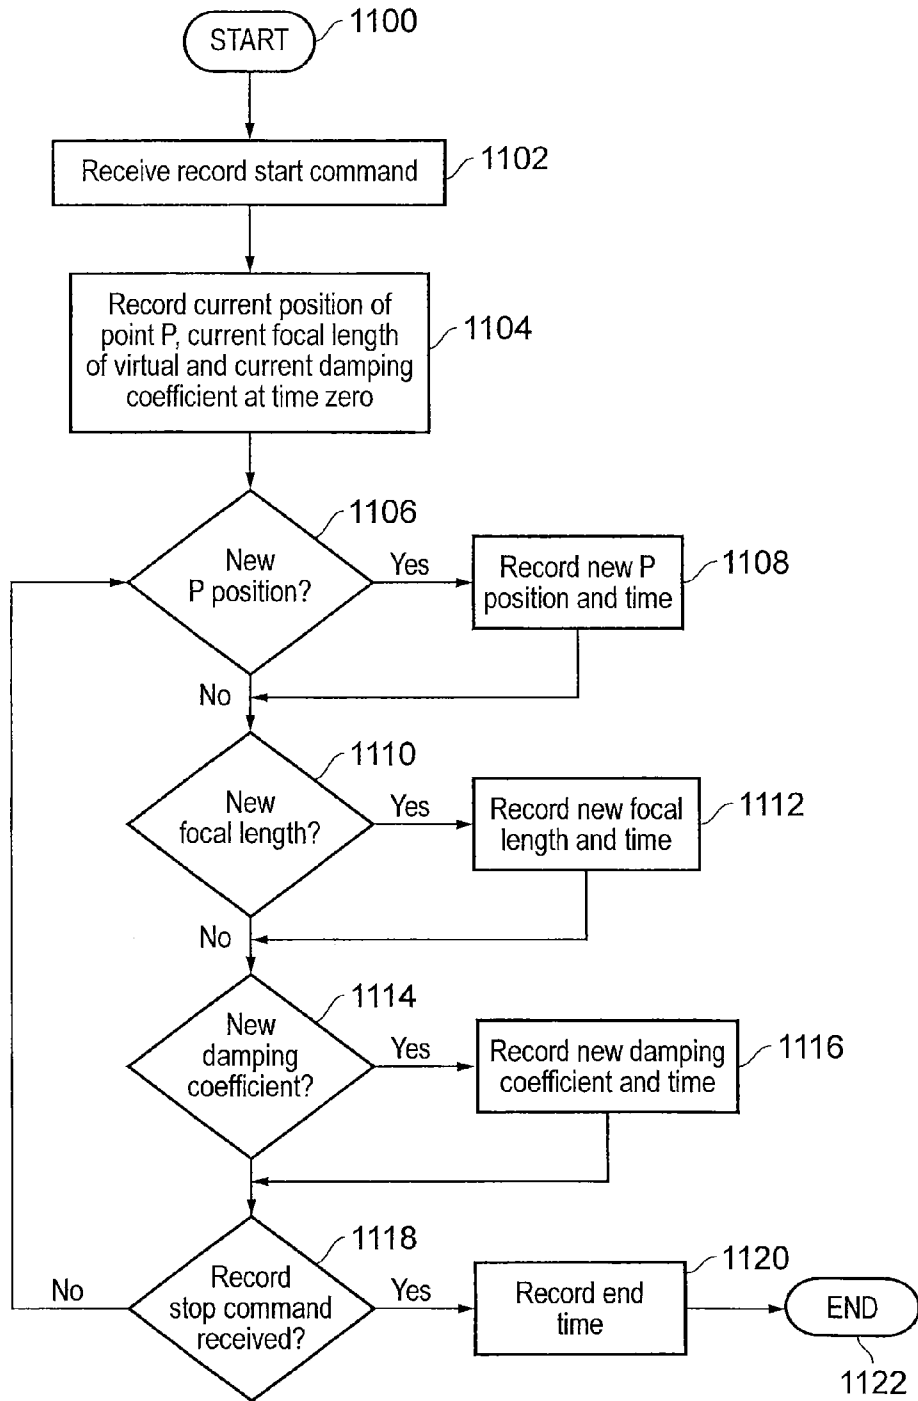 START
1100
Receive record start command
1102
Record current position of
point P, current focal length
of virtual and current damping
coefficient at time zero
1104
1106
New
P position?
Yes
Record new P
position and time
1108
No
1110
New
focal length?
Yes
Record new focal
length and time
1112
No
1114
New
damping
coefficient?
Yes
Record new damping
coefficient and time
1116
1118
Record
stop command
received?
No
Yes
Record end
time
1120
END
1122